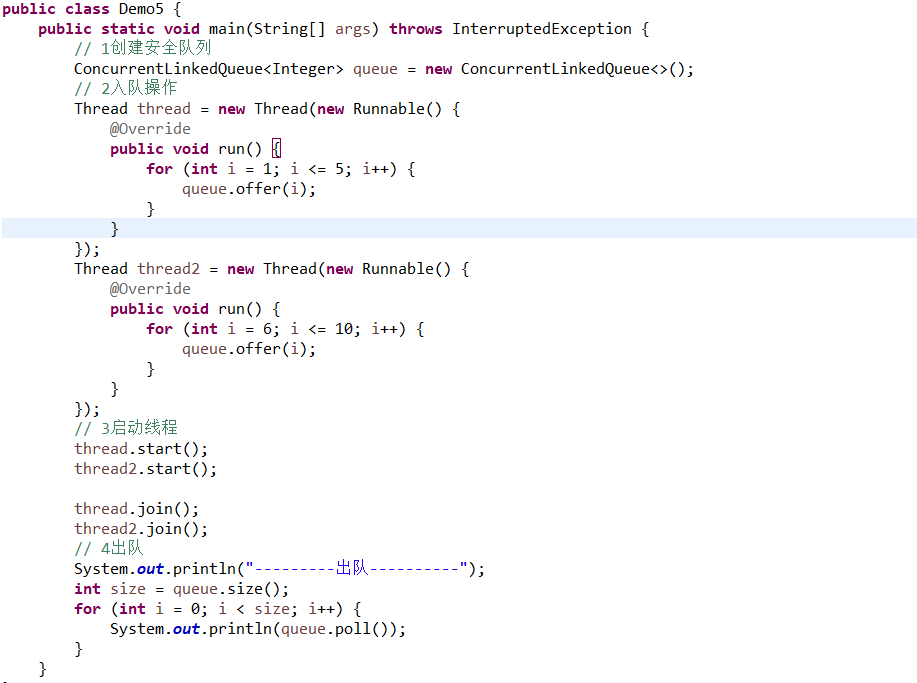 public class Demo5 {
    public static void main(String[] args) throws InterruptedException {
        // 1创建安全队列
        ConcurrentLinkedQueue<Integer> queue = new ConcurrentLinkedQueue<>();
        // 2入队操作
        Thread thread = new Thread(new Runnable() {
            @Override
            public void run() {
                for (int i = 1; i <= 5; i++) {
                    queue.offer(i);
                }
            }
        });
        Thread thread2 = new Thread(new Runnable() {
            @Override
            public void run() {
                for (int i = 6; i <= 10; i++) {
                    queue.offer(i);
                }
            }
        });
        // 3启动线程
        thread.start();
        thread2.start();

        thread.join();
        thread2.join();
        // 4出队
        System.out.println("---------出队----------");
        int size = queue.size();
        for (int i = 0; i < size; i++) {
            System.out.println(queue.poll());
        }
    }